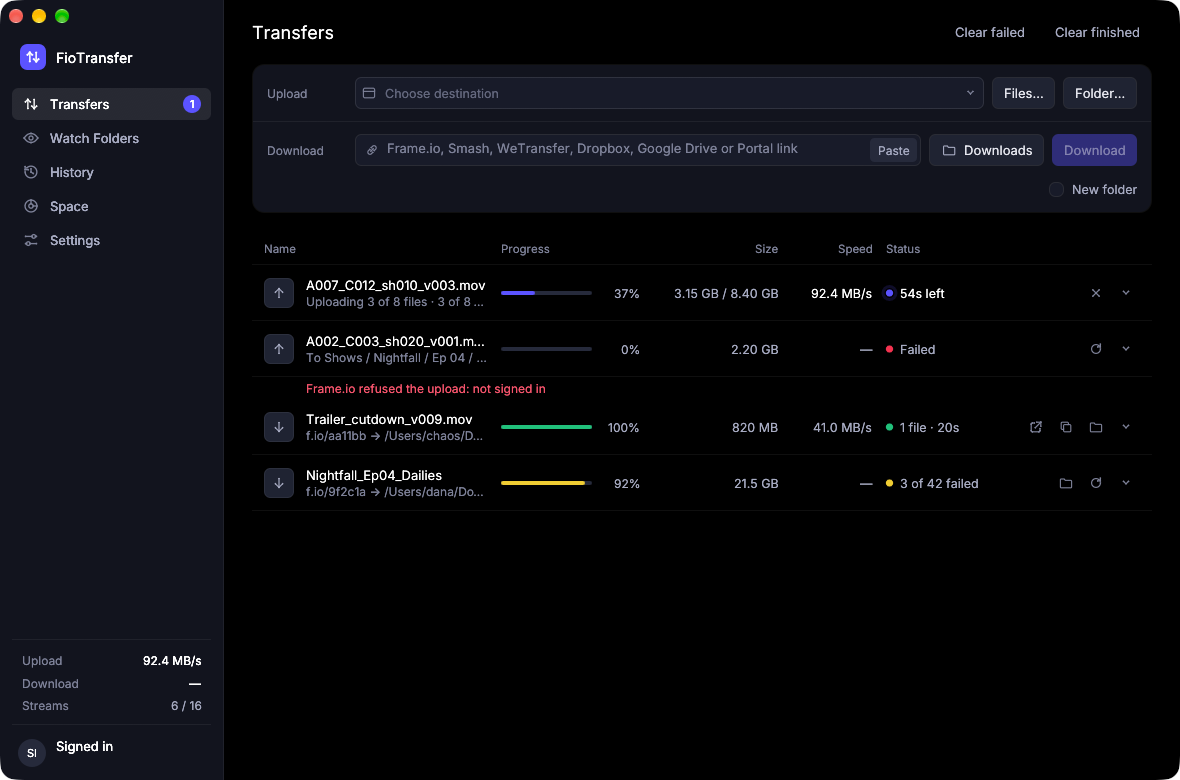 FioTransfer
Transfers 1
Watch Folders
History
Space
Settings
Upload 92.4 MB/s
Download —
Streams 6 / 16
SI Signed in
Transfers
Clear failed Clear finished
Upload Choose destination Files... Folder...
Download Frame.io, Smash, WeTransfer, Dropbox, Google Drive or Portal link Paste Downloads Download
New folder
Name Progress Size Speed Status
A007_C012_sh010_v003.mov
Uploading 3 of 8 files · 3 of 8 ...
37% 3.15 GB / 8.40 GB 92.4 MB/s 54s left
A002_C003_sh020_v001.m...
To Shows / Nightfall / Ep 04 / ...
0% 2.20 GB — Failed
Frame.io refused the upload: not signed in
Trailer_cutdown_v009.mov
f.io/aa11bb → /Users/chaos/D...
100% 820 MB 41.0 MB/s 1 file · 20s
Nightfall_Ep04_Dailies
f.io/9f2c1a → /Users/dana/Do...
92% 21.5 GB — 3 of 42 failed